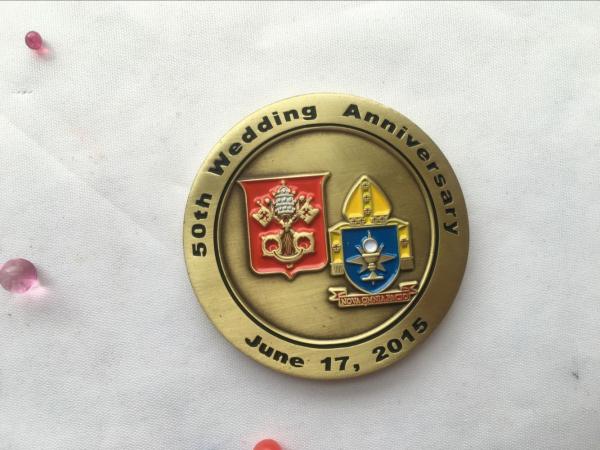 50th Wedding Anniversary
NOVA OMNIA FACIO
June 17, 2015